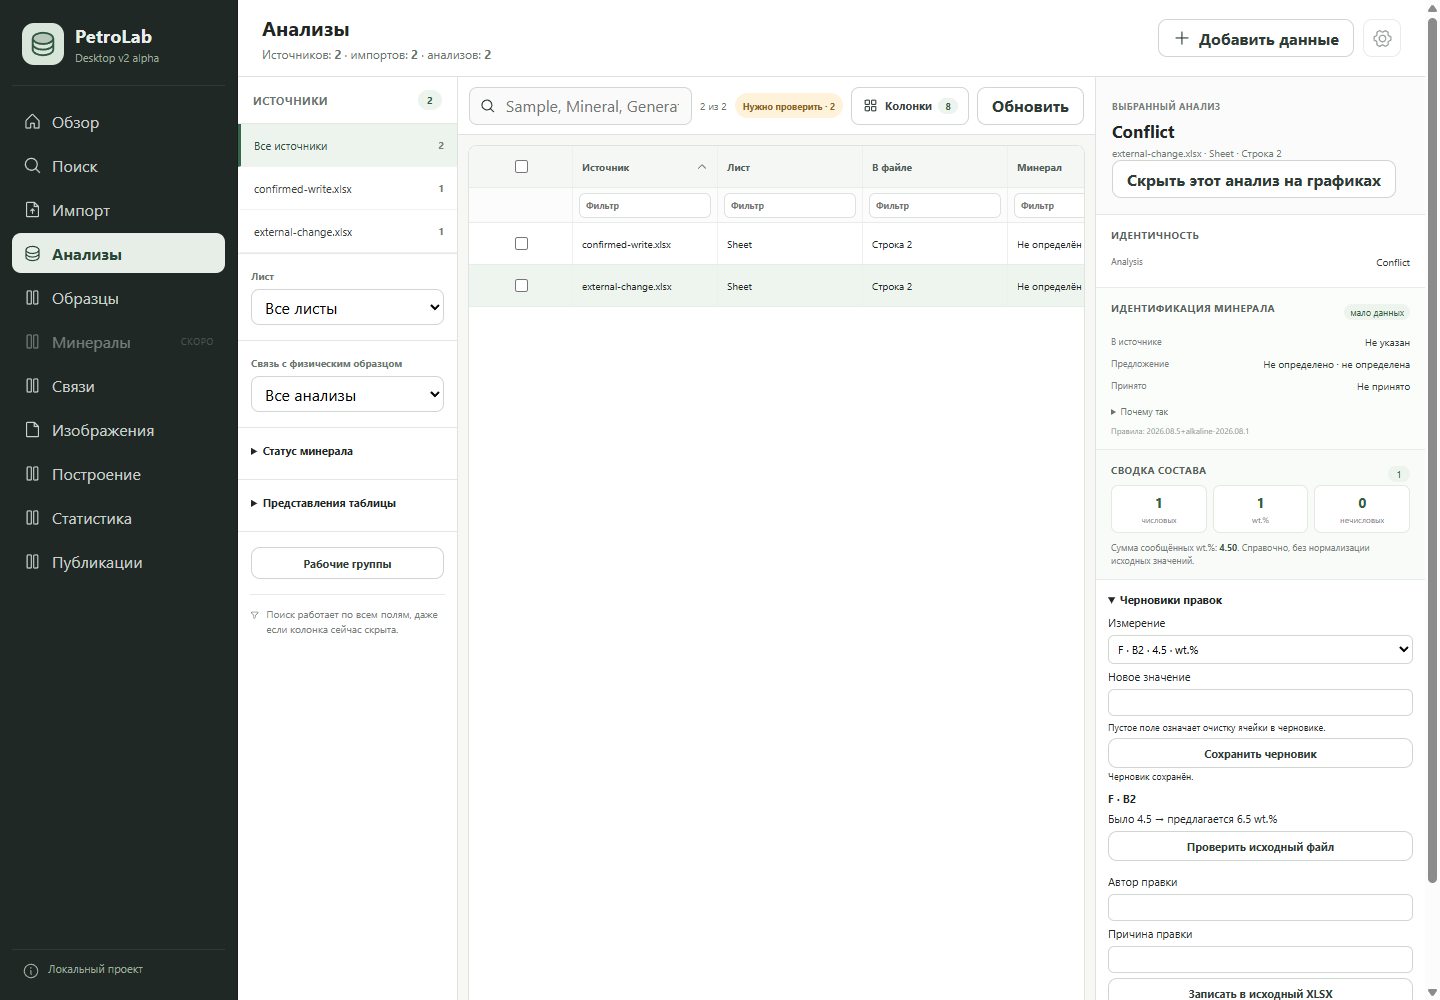 PetroLab
Desktop v2 alpha
Обзор
Поиск
Импорт
Анализы
Образцы
Минералы СКОРО
Связи
Изображения
Построение
Статистика
Публикации
Локальный проект
Анализы
Источников: 2 · импортов: 2 · анализов: 2
Добавить данные
ИСТОЧНИКИ 2
Все источники 2
confirmed-write.xlsx 1
external-change.xlsx 1
Лист
Все листы
Связь с физическим образцом
Все анализы
Статус минерала
Представления таблицы
Рабочие группы
Поиск работает по всем полям, даже
если колонка сейчас скрыта.
Sample, Mineral, Genera
2 из 2
Нужно проверить · 2
Колонки 8
Обновить
Источник Лист В файле Минерал
Фильтр Фильтр Фильтр Фильтр
confirmed-write.xlsx Sheet Строка 2 Не определён
external-change.xlsx Sheet Строка 2 Не определён
ВЫБРАННЫЙ АНАЛИЗ
Conflict
external-change.xlsx · Sheet · Строка 2
Скрыть этот анализ на графиках
ИДЕНТИЧНОСТЬ
Analysis Conflict
ИДЕНТИФИКАЦИЯ МИНЕРАЛА мало данных
В источнике Не указан
Предложение Не определено · не определена
Принято Не принято
Почему так
Правила: 2026.08.5+alkaline-2026.08.1
СВОДКА СОСТАВА 1
1 1 0
числовых wt.% нечисловых
Сумма сообщённых wt.%: 4.50. Справочно, без нормализации
исходных значений.
Черновики правок
Измерение
F · B2 · 4.5 · wt.%
Новое значение
Пустое поле означает очистку ячейки в черновике.
Сохранить черновик
Черновик сохранён.
F · B2
Было 4.5 → предлагается 6.5 wt.%
Проверить исходный файл
Автор правки
Причина правки
Записать в исходный XLSX